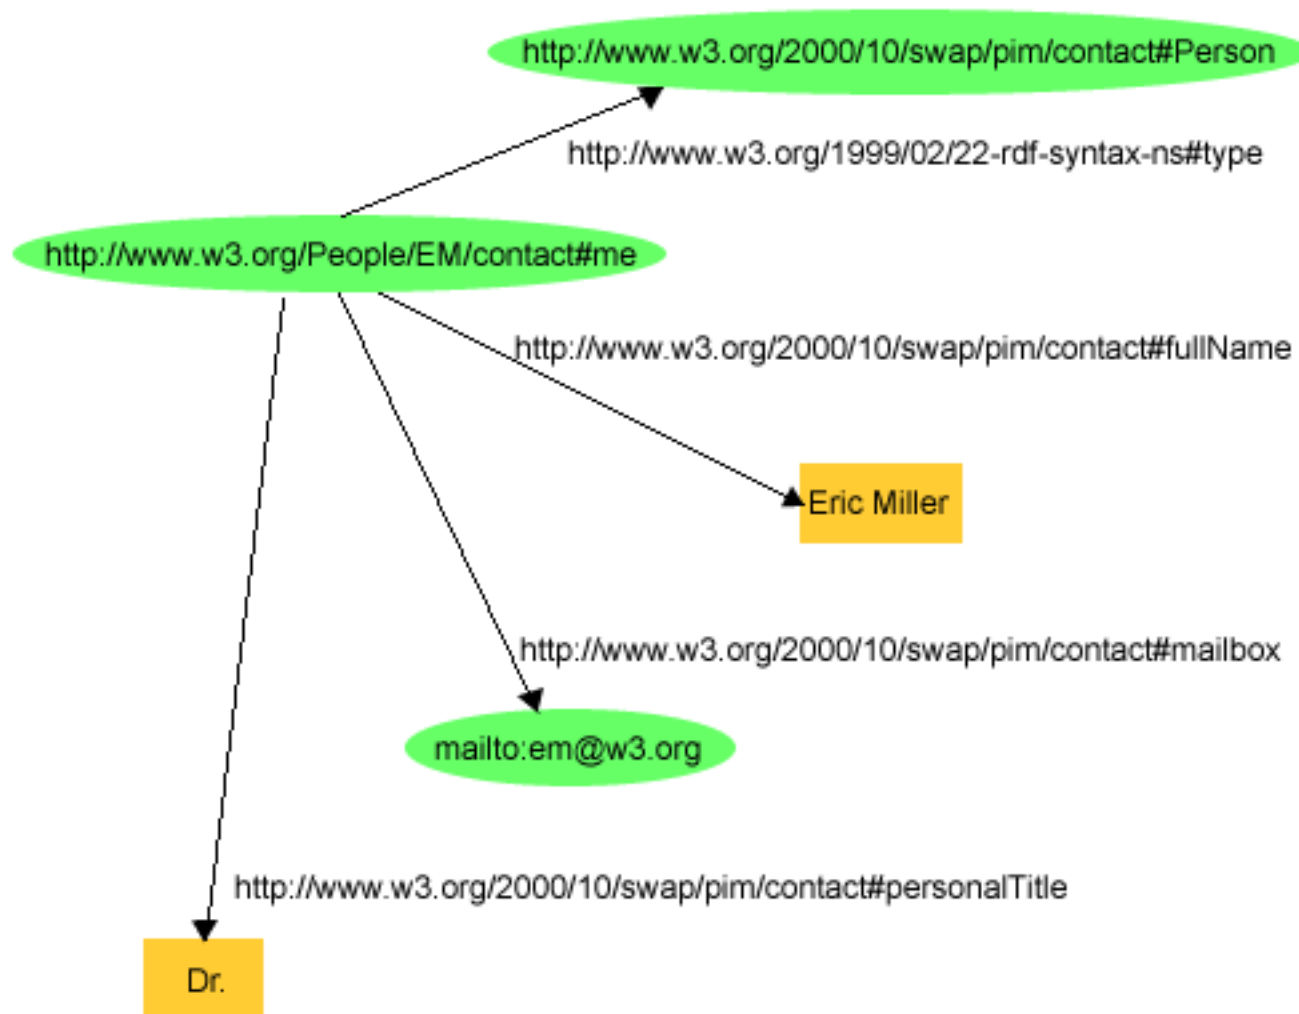 http://www.w3.org/2000/10/swap/pim/contact#Person
http://www.w3.org/1999/02/22-rdf-syntax-ns#type
http://www.w3.org/People/EM/contact#me
http://www.w3.org/2000/10/swap/pim/contact#fullName
Eric Miller
http://www.w3.org/2000/10/swap/pim/contact#mailbox
mailto:em@w3.org
http://www.w3.org/2000/10/swap/pim/contact#personalTitle
Dr.